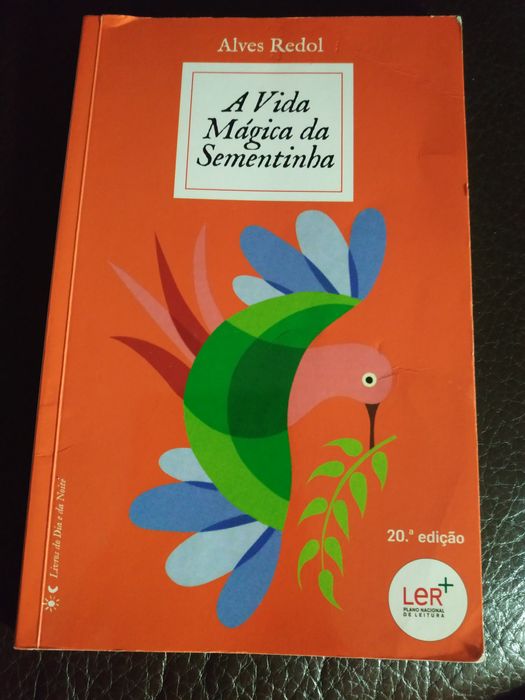 Alves Redol
A Vida
Mágica da
Sementinha
Livros do Dia e da Noite
20.ª edição
LeR+
PLANO NACIONAL
DE LEITURA